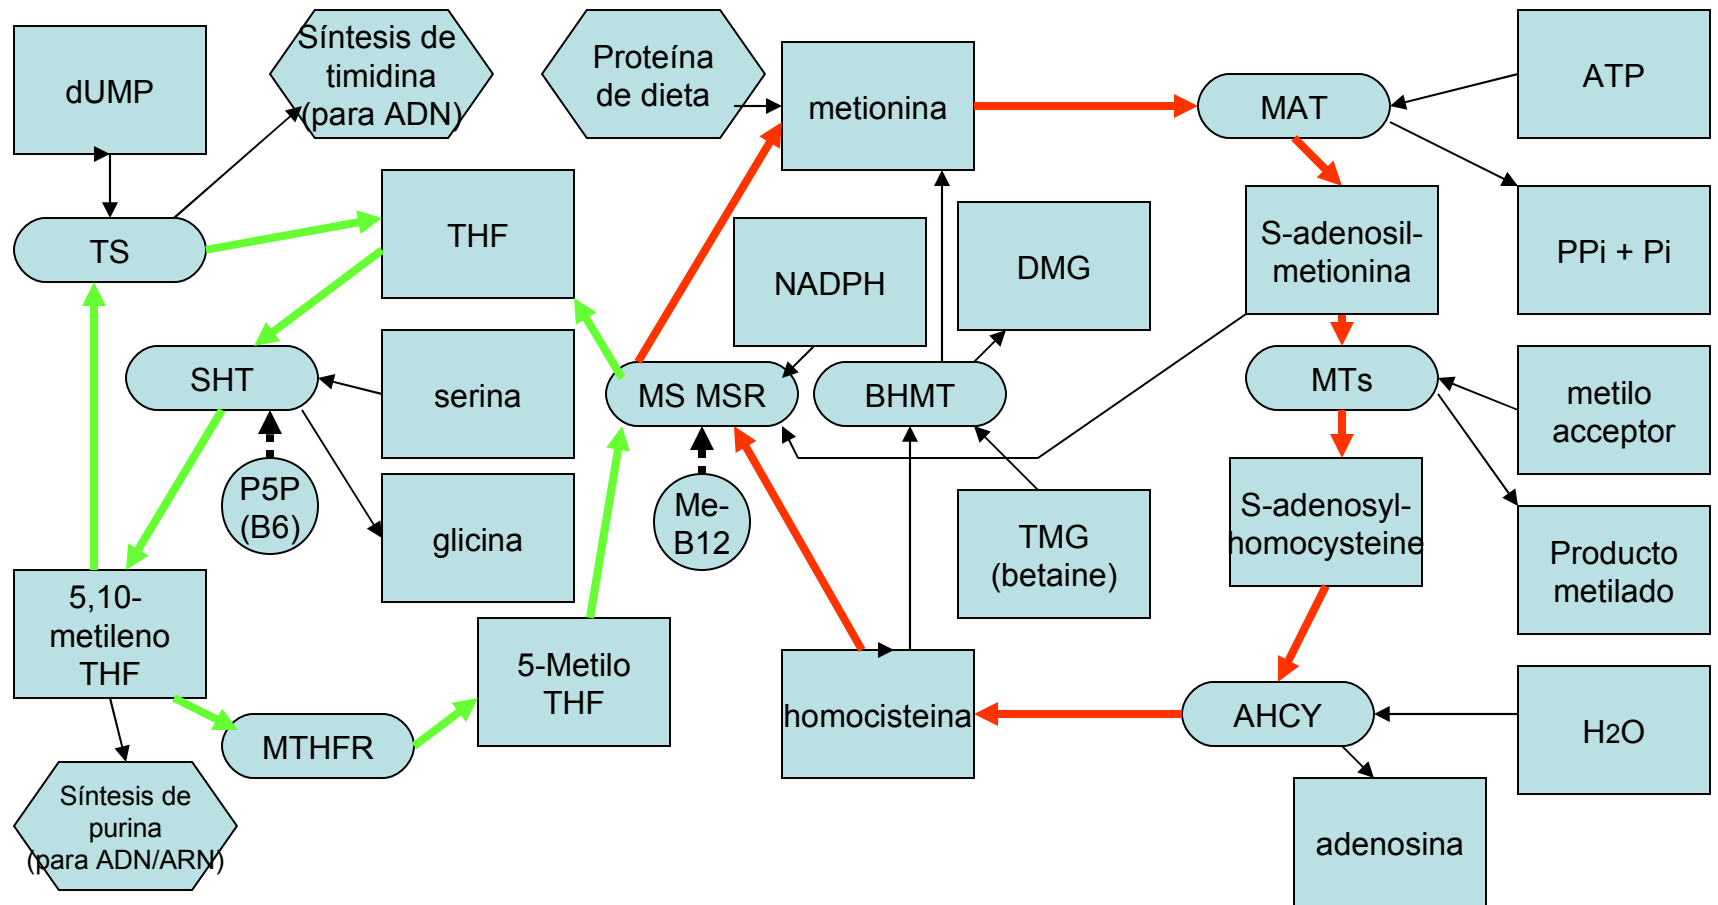 dUMP
Síntesis de
timidina
(para ADN)
Proteína
de dieta
metionina
MAT
ATP
TS
THF
NADPH
DMG
S-adenosil-
metionina
PPi + Pi
SHT
serina
MS MSR
BHMT
MTs
metilo
acceptor
P5P
(B6)
glicina
Me-
B12
TMG
(betaine)
S-adenosyl-
homocysteine
Producto
metilado
5,10-
metileno
THF
5-Metilo
THF
MTHFR
homocisteina
AHCY
H2O
Síntesis de
purina
(para ADN/ARN)
adenosina